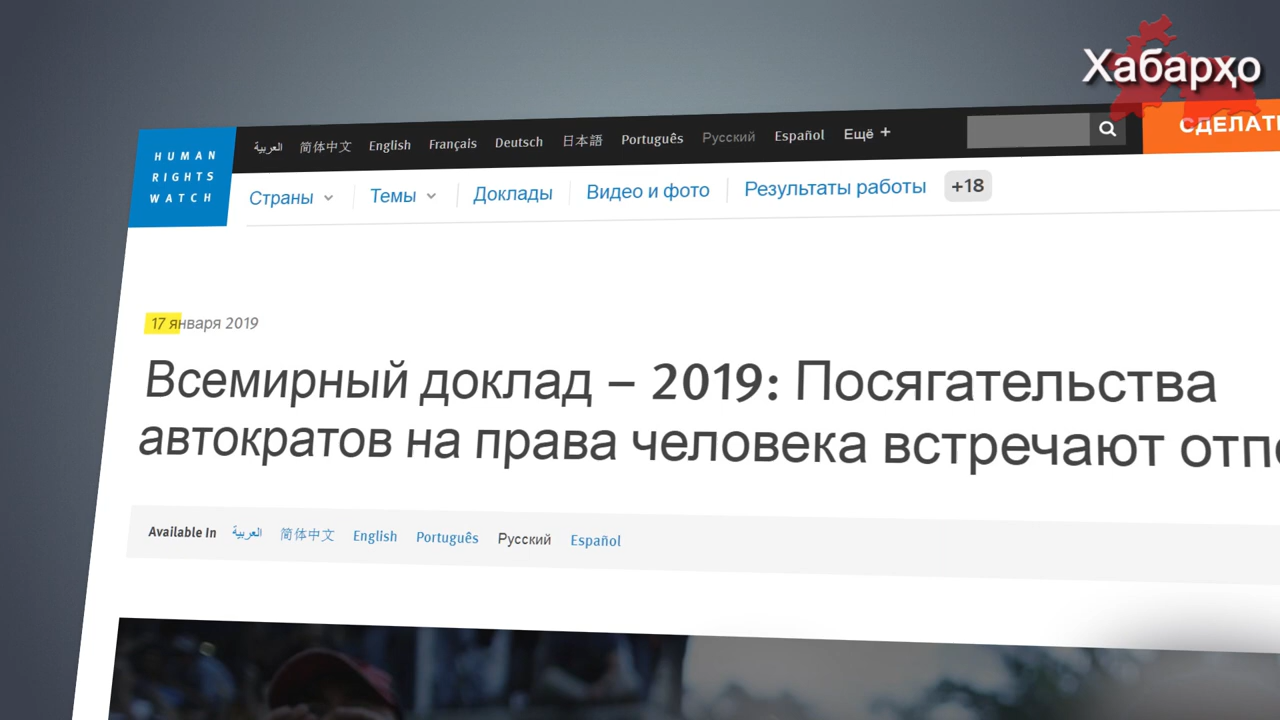 Хабарҳо
HUMAN
RIGHTS
WATCH
العربية 简体中文 English Français Deutsch 日本語 Português Русский Español Ещё +
СДЕЛАТЬ
Страны Темы Доклады Видео и фото Результаты работы +18
17 января 2019
Всемирный доклад – 2019: Посягательства
автократов на права человека встречают отпо
Available In العربية 简体中文 English Português Русский Español